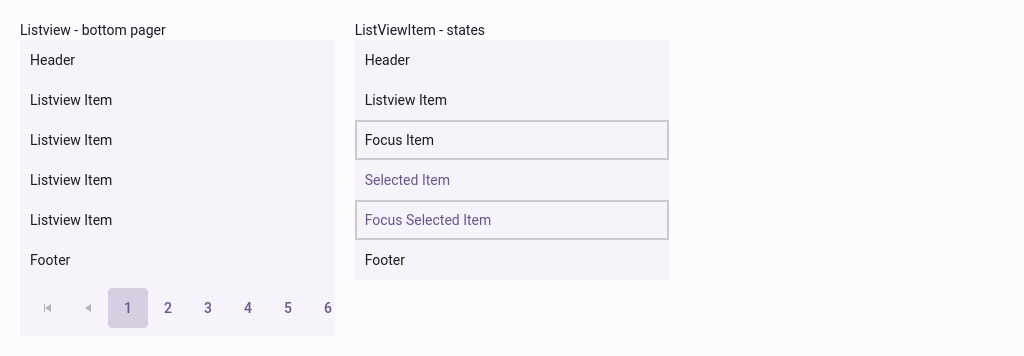 Listview - bottom pager
Header
Listview Item
Listview Item
Listview Item
Listview Item
Footer
1 2 3 4 5 6
ListViewItem - states
Header
Listview Item
Focus Item
Selected Item
Focus Selected Item
Footer